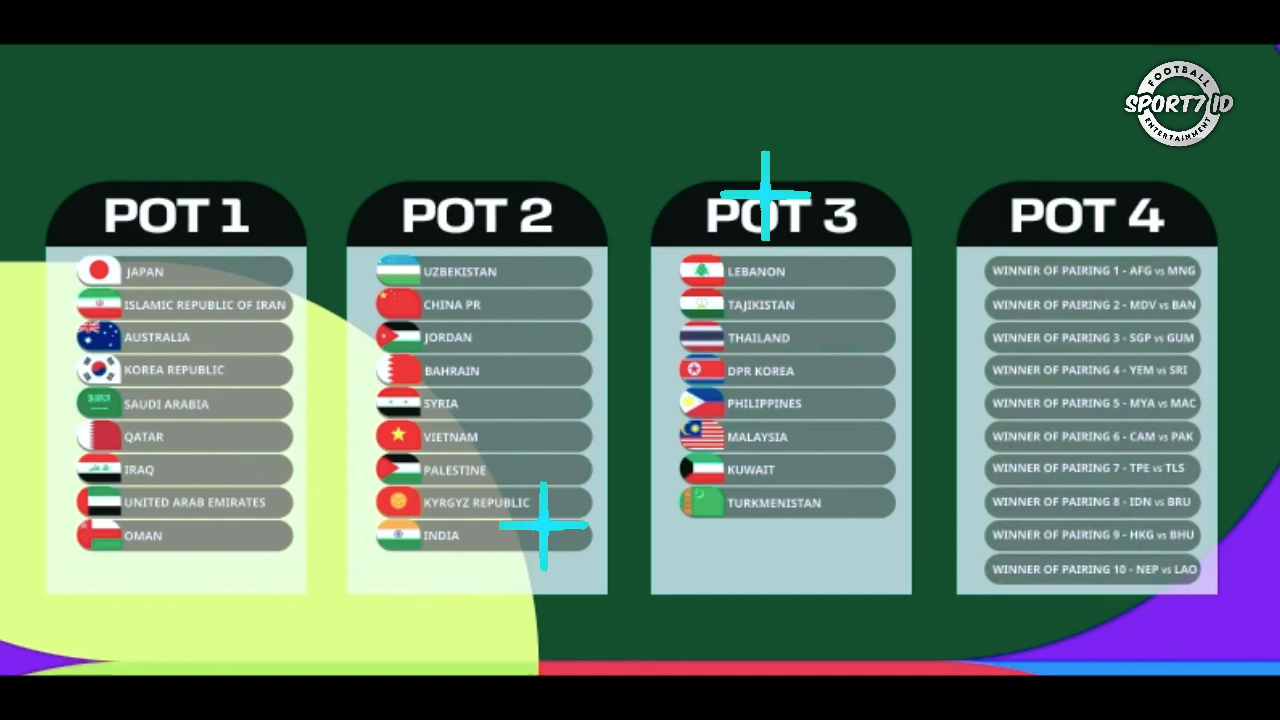 FOOTBALL
SPORT7 ID
ENTERTAINMENT
POT 1
JAPAN
ISLAMIC REPUBLIC OF IRAN
AUSTRALIA
KOREA REPUBLIC
SAUDI ARABIA
QATAR
IRAQ
UNITED ARAB EMIRATES
OMAN
POT 2
UZBEKISTAN
CHINA PR
JORDAN
BAHRAIN
SYRIA
VIETNAM
PALESTINE
KYRGYZ REPUBLIC
INDIA
POT 3
LEBANON
TAJIKISTAN
THAILAND
DPR KOREA
PHILIPPINES
MALAYSIA
KUWAIT
TURKMENISTAN
POT 4
WINNER OF PAIRING 1 - AFG vs MNG
WINNER OF PAIRING 2 - MDV vs BAN
WINNER OF PAIRING 3 - SGP vs GUM
WINNER OF PAIRING 4 - YEM vs SRI
WINNER OF PAIRING 5 - MYA vs MAC
WINNER OF PAIRING 6 - CAM vs PAK
WINNER OF PAIRING 7 - TPE vs TLS
WINNER OF PAIRING 8 - IDN vs BRU
WINNER OF PAIRING 9 - HKG vs BHU
WINNER OF PAIRING 10 - NEP vs LAO